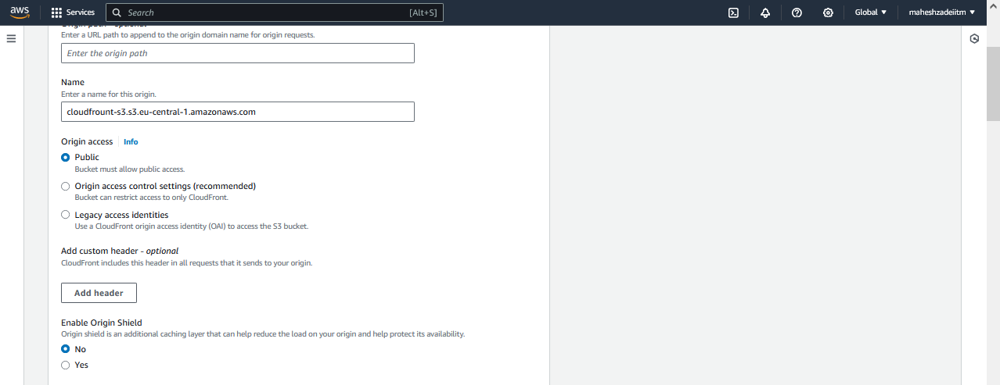 aws
Services
Search
[Alt+S]
Global
maheshzadeiitm
Origin path - optional
Enter a URL path to append to the origin domain name for origin requests.
Enter the origin path
Name
Enter a name for this origin.
cloudfrount-s3.s3.eu-central-1.amazonaws.com
Origin access
Info
Public
Bucket must allow public access.
Origin access control settings (recommended)
Bucket can restrict access to only CloudFront.
Legacy access identities
Use a CloudFront origin access identity (OAI) to access the S3 bucket.
Add custom header - optional
CloudFront includes this header in all requests that it sends to your origin.
Add header
Enable Origin Shield
Origin shield is an additional caching layer that can help reduce the load on your origin and help protect its availability.
No
Yes